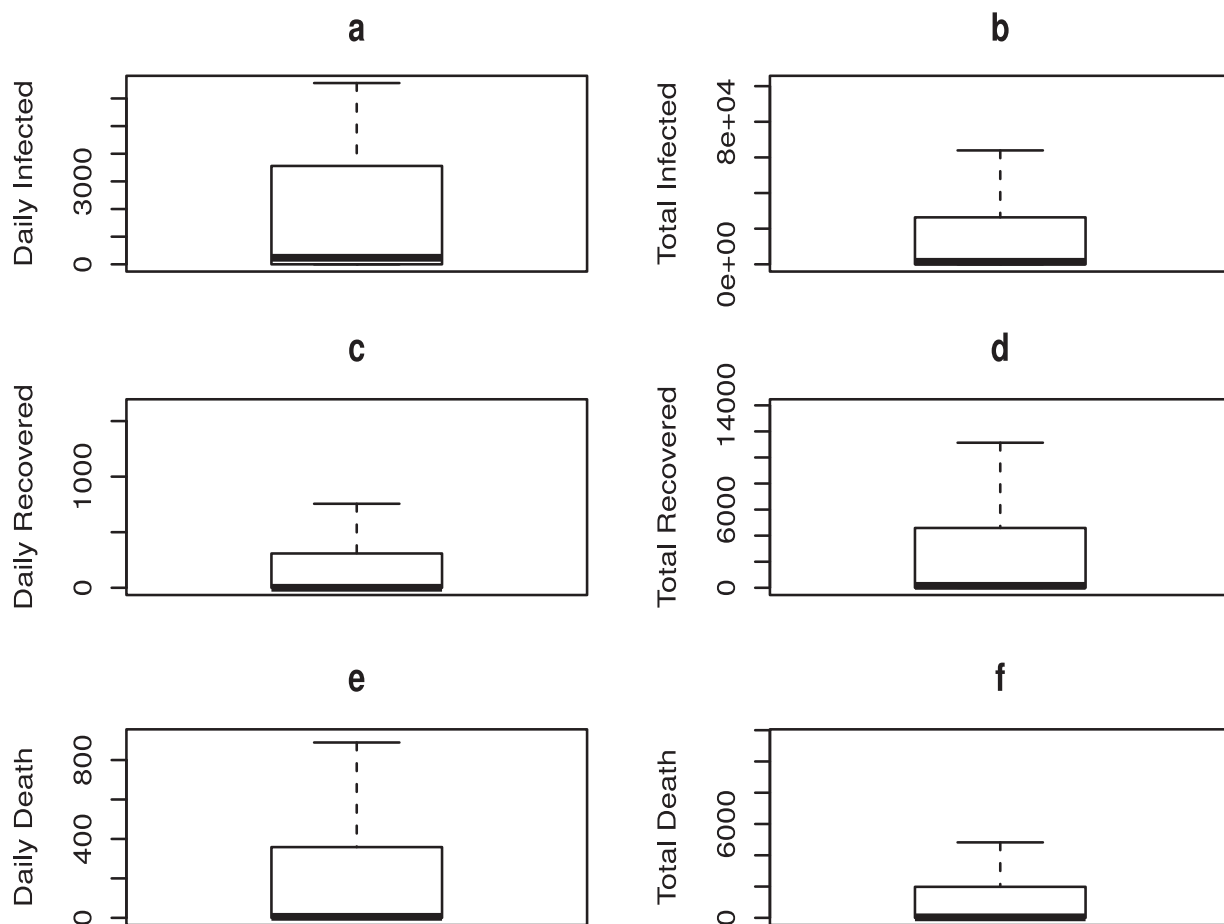 a
Daily Infected
3000
0
b
Total Infected
8e+04
0e+00
c
Daily Recovered
1000
0
d
Total Recovered
14000
6000
0
e
Daily Death
800
400
0
f
Total Death
6000
0